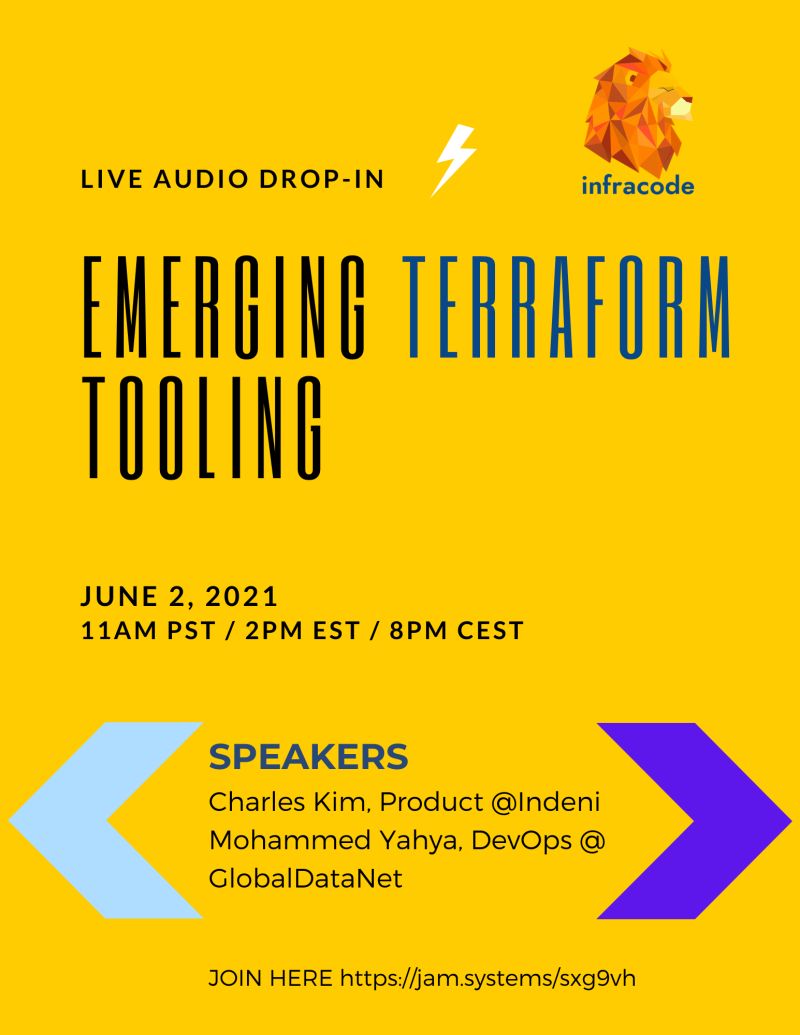 LIVE AUDIO DROP-IN
infracode
EMERGING TERRAFORM
TOOLING
JUNE 2, 2021
11AM PST / 2PM EST / 8PM CEST
SPEAKERS
Charles Kim, Product @Indeni
Mohammed Yahya, DevOps @
GlobalDataNet
JOIN HERE https://jam.systems/sxg9vh